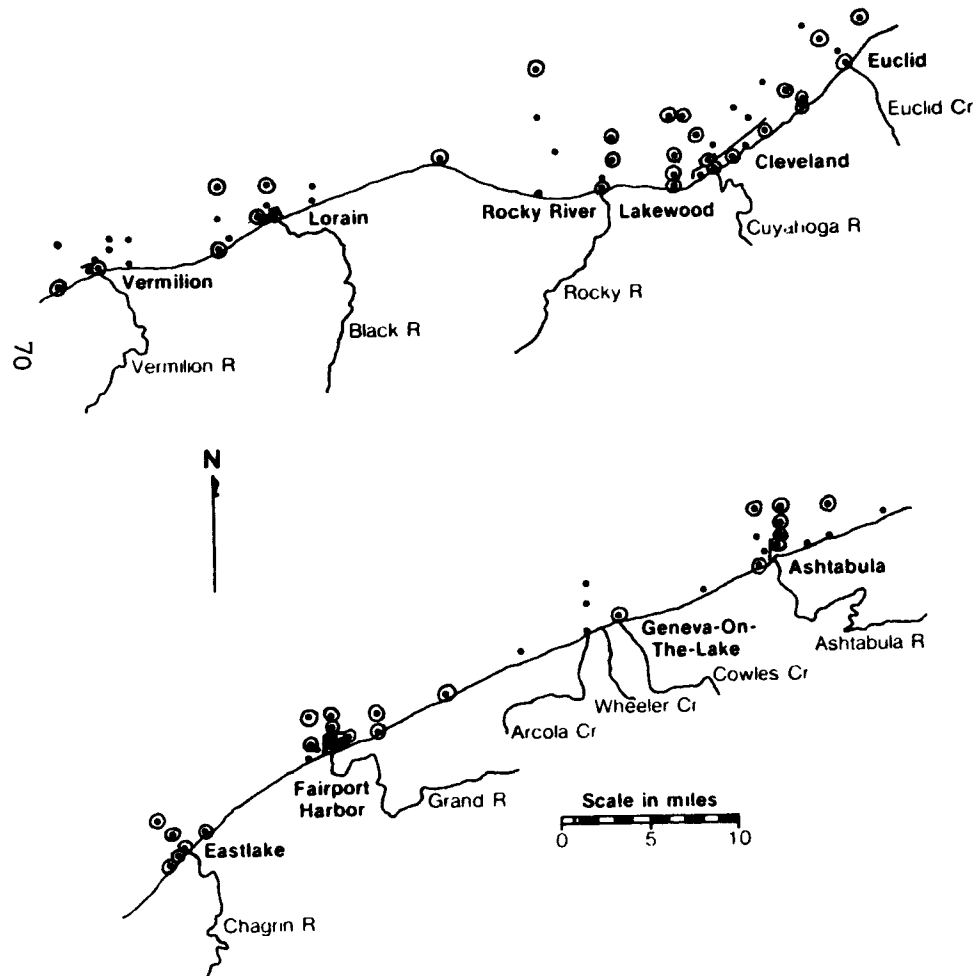 Euclid
Euclid Cr
Cleveland
Lorain
Rocky River
Lakewood
Cuyahoga R
Vermilion
Rocky R
Black R
Vermilion R
70
N
Ashtabula
Geneva-On-
The-Lake
Ashtabula R
Cowles Cr
Wheeler Cr
Arcola Cr
Fairport
Harbor
Grand R
Scale in miles
0 5 10
Eastlake
Chagrin R